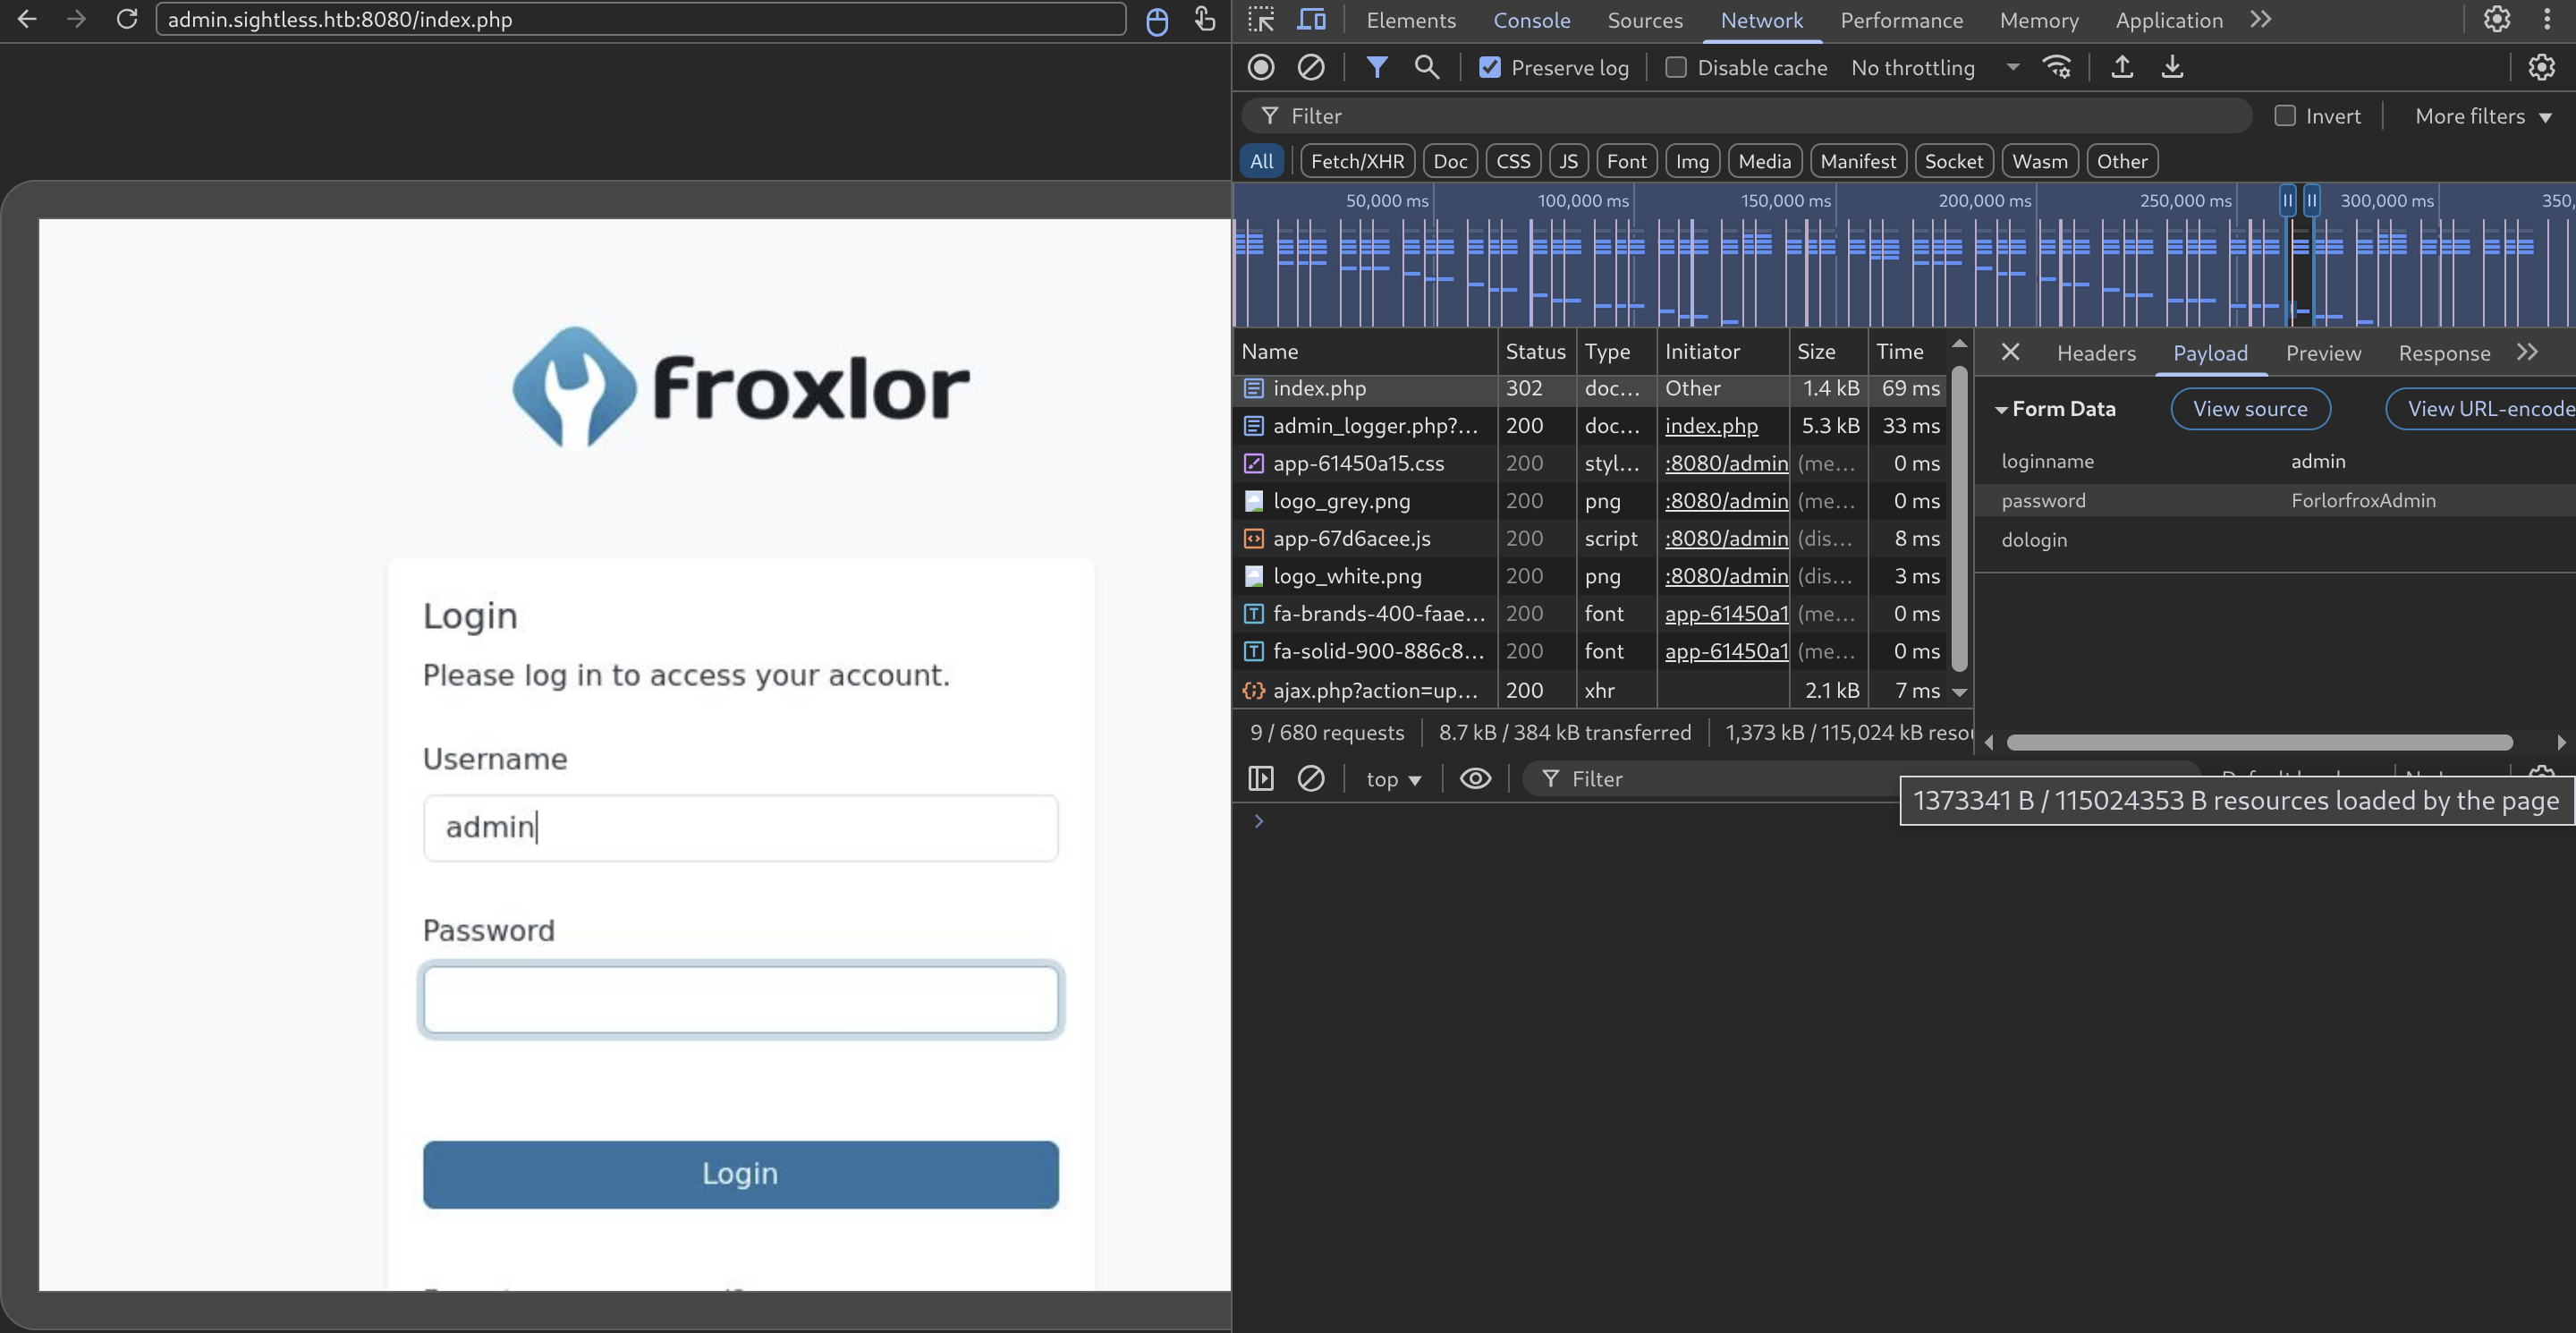 admin.sightless.htb:8080/index.php
froxlor
Login
Please log in to access your account.
Username
admin
Password
Login
Elements Console Sources Network Performance Memory Application
Preserve log Disable cache No throttling
Filter Invert More filters
All Fetch/XHR Doc CSS JS Font Img Media Manifest Socket Wasm Other
50,000 ms 100,000 ms 150,000 ms 200,000 ms 250,000 ms 300,000 ms 350,
Name Status Type Initiator Size Time
index.php 302 doc... Other 1.4 kB 69 ms
admin_logger.php?... 200 doc... index.php 5.3 kB 33 ms
app-61450a15.css 200 styl... :8080/admin (me... 0 ms
logo_grey.png 200 png :8080/admin (me... 0 ms
app-67d6acee.js 200 script :8080/admin (dis... 8 ms
logo_white.png 200 png :8080/admin (dis... 3 ms
fa-brands-400-faae... 200 font app-61450a1 (me... 0 ms
fa-solid-900-886c8... 200 font app-61450a1 (me... 0 ms
ajax.php?action=up... 200 xhr 2.1 kB 7 ms
9 / 680 requests 8.7 kB / 384 kB transferred 1,373 kB / 115,024 kB reso
Headers Payload Preview Response
Form Data View source View URL-encode
loginname admin
password ForlorfroxAdmin
dologin
top Filter
1373341 B / 115024353 B resources loaded by the page